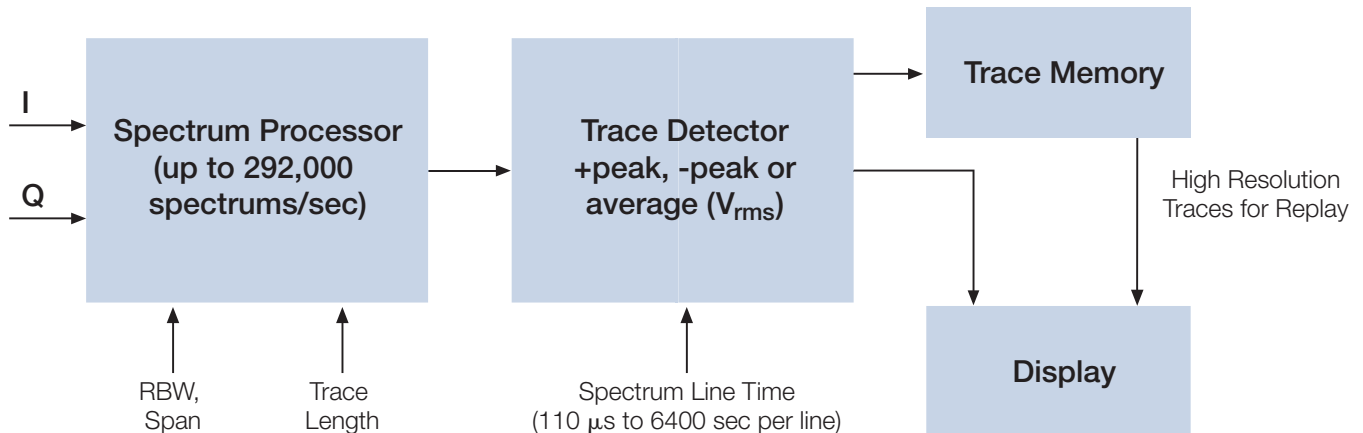 I
Q
Spectrum Processor
(up to 292,000
spectrums/sec)
Trace Detector
+peak, -peak or
average (Vrms)
Trace Memory
High Resolution
Traces for Replay
Display
RBW,
Span
Trace
Length
Spectrum Line Time
(110 μs to 6400 sec per line)